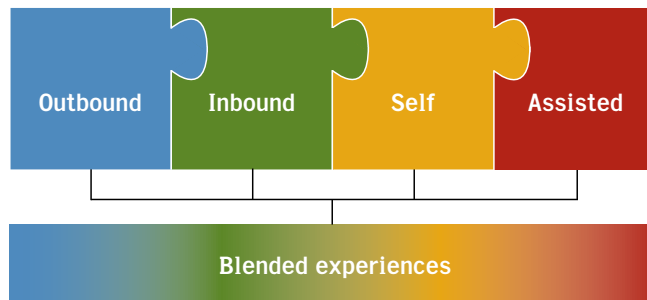 Outbound
Inbound
Self
Assisted
Blended experiences